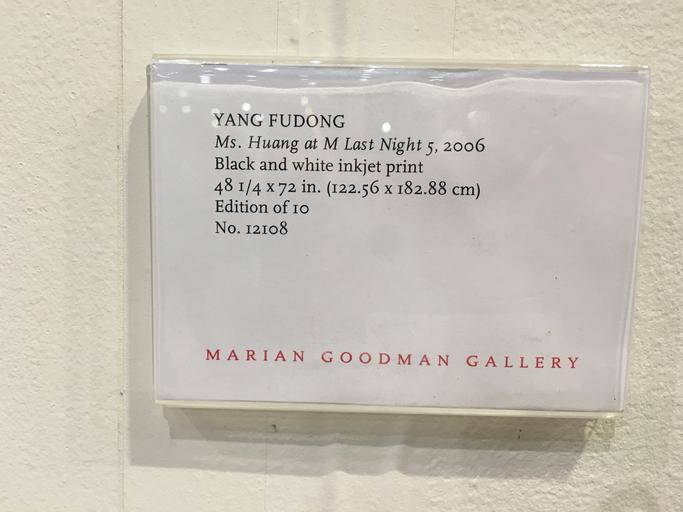 YANG FUDONG
Ms. Huang at M Last Night 5, 2006
Black and white inkjet print
48 1/4 x 72 in. (122.56 x 182.88 cm)
Edition of 10
No. 12108
MARIAN GOODMAN GALLERY